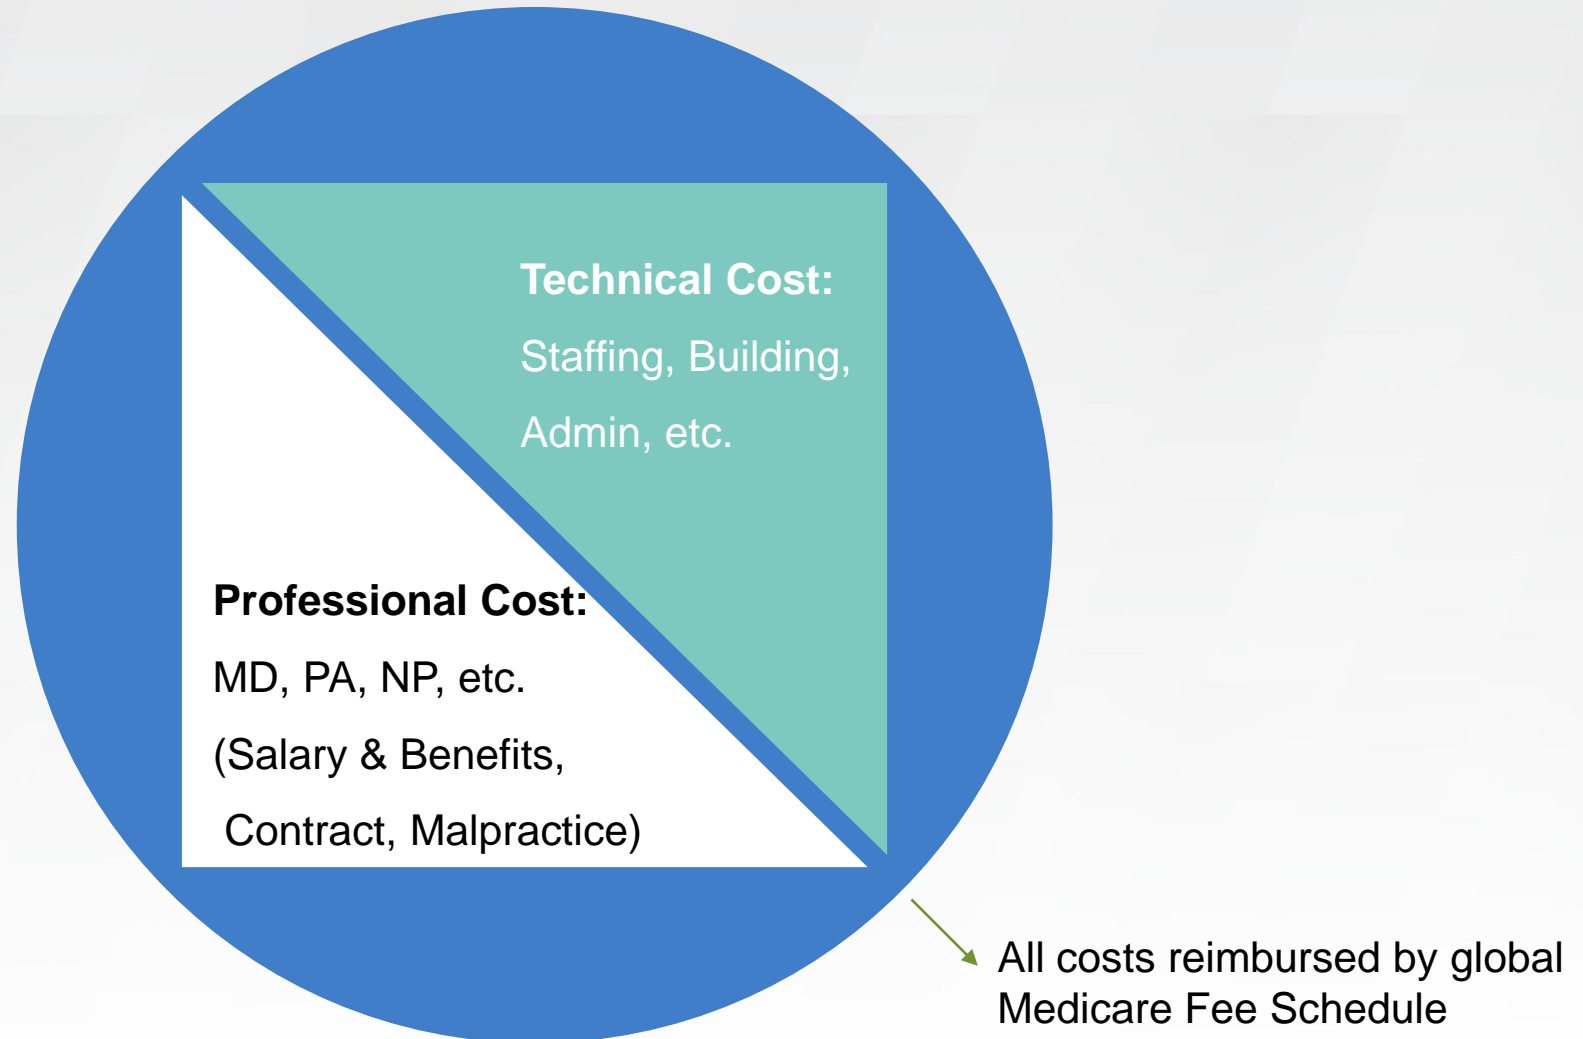 Technical Cost:
Staffing, Building,
Admin, etc.
Professional Cost:
MD, PA, NP, etc.
(Salary & Benefits,
Contract, Malpractice)
All costs reimbursed by global
Medicare Fee Schedule